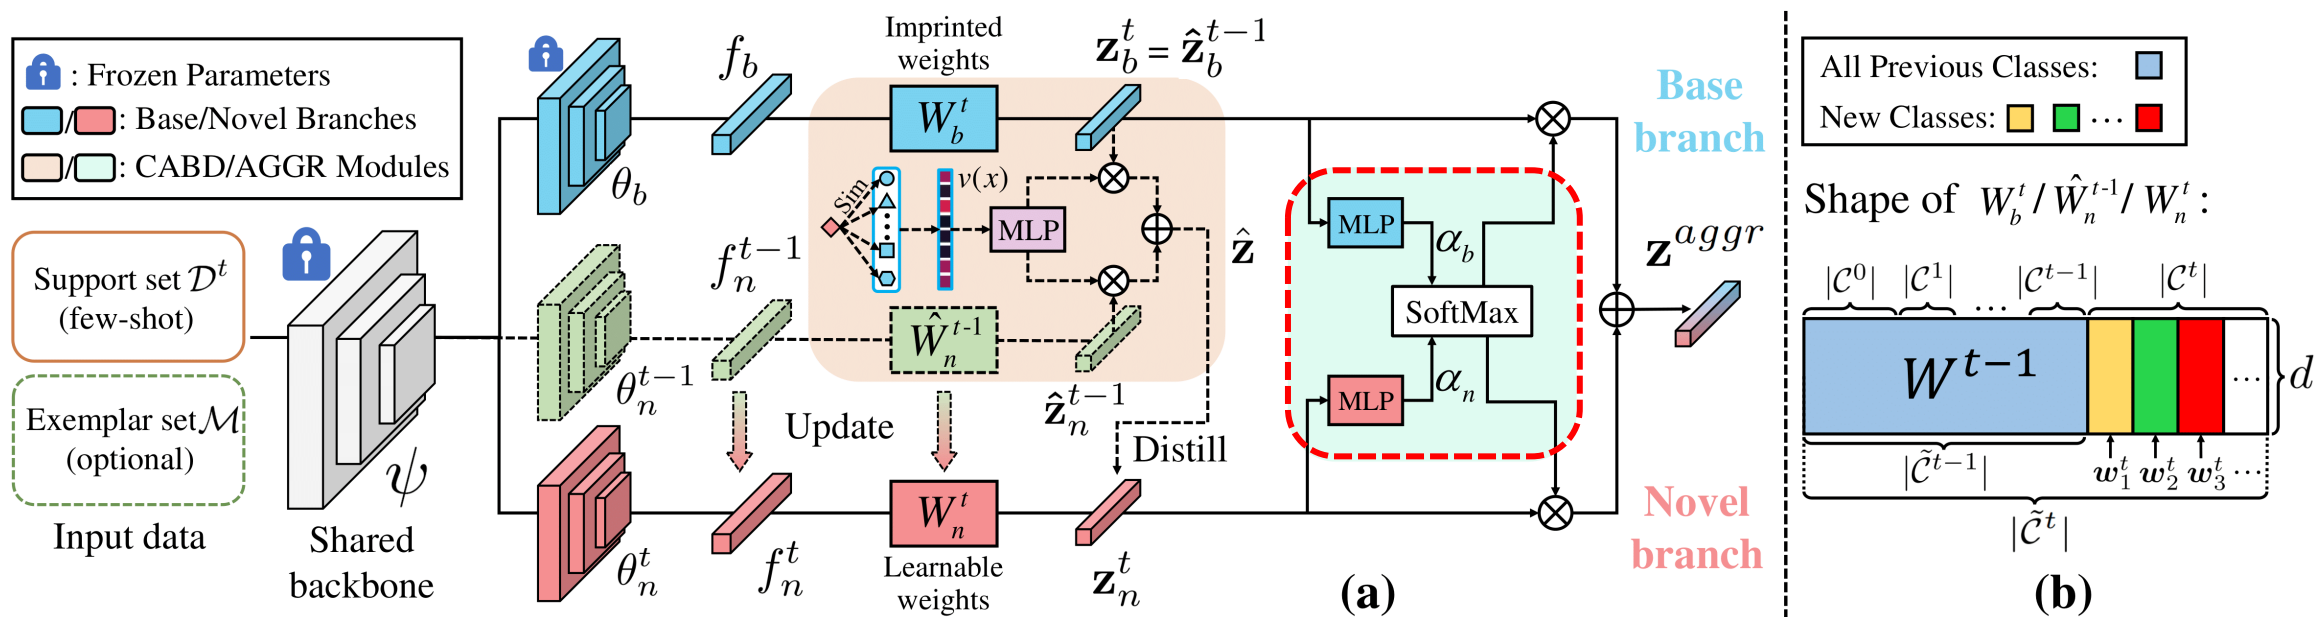 : Frozen Parameters
/ : Base/Novel Branches
/ : CABD/AGGR Modules
Support set 𝒟^t
(few-shot)
Exemplar set ℳ
(optional)
Input data
ψ
Shared
backbone
θ_b
θ_n^{t-1}
θ_n^t
f_b
f_n^{t-1}
f_n^t
Imprinted
weights
W_b^t
z_b^t = ẑ_b^{t-1}
Sim
v(x)
MLP
Ŵ_n^{t-1}
ẑ_n^{t-1}
ẑ
Update
Distill
W_n^t
Learnable
weights
z_n^t
MLP
α_b
SoftMax
MLP
α_n
Base
branch
z^{aggr}
Novel
branch
(a)
All Previous Classes:
New Classes: ...
Shape of W_b^t / Ŵ_n^{t-1} / W_n^t :
|𝒞^0| |𝒞^1| ... |𝒞^{t-1}| |𝒞^t|
W^{t-1} ... d
|𝒞̃^{t-1}| w_1^t w_2^t w_3^t ...
|𝒞̃^t|
(b)